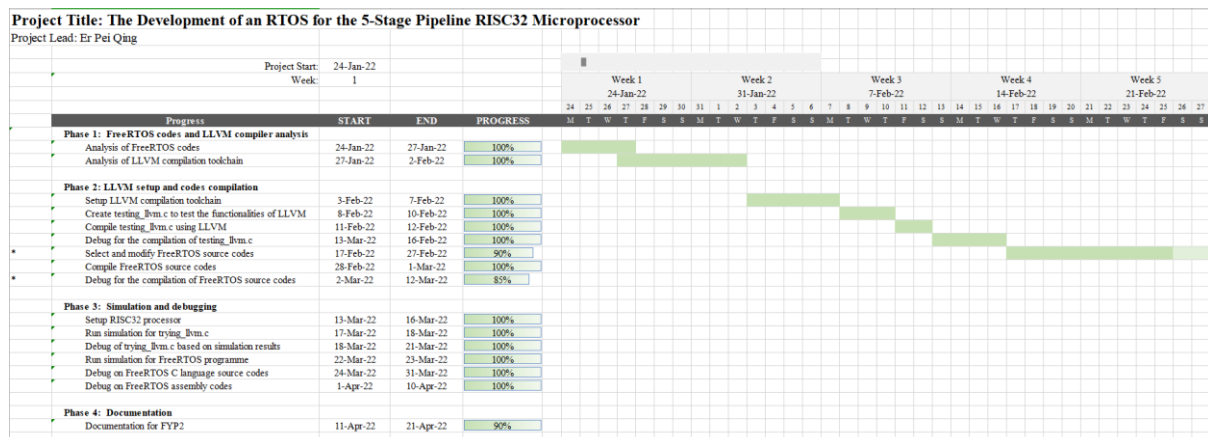 Project Title: The Development of an RTOS for the 5-Stage Pipeline RISC32 Microprocessor
Project Lead: Er Pei Qing
Project Start: 24-Jan-22
Week: 1 Week 1 Week 2 Week 3 Week 4 Week 5
24-Jan-22 31-Jan-22 7-Feb-22 14-Feb-22 21-Feb-22
24 25 26 27 28 29 30 31 1 2 3 4 5 6 7 8 9 10 11 12 13 14 15 16 17 18 19 20 21 22 23 24 25 26 27
Progress START END PROGRESS M T W T F S S M T W T F S S M T W T F S S M T W T F S S M T W T F S S
Phase 1: FreeRTOS codes and LLVM compiler analysis
Analysis of FreeRTOS codes 24-Jan-22 27-Jan-22 100%
Analysis of LLVM compilation toolchain 27-Jan-22 2-Feb-22 100%
Phase 2: LLVM setup and codes compilation
Setup LLVM compilation toolchain 3-Feb-22 7-Feb-22 100%
Create testing_llvm.c to test the functionalities of LLVM 8-Feb-22 10-Feb-22 100%
Compile testing_llvm.c using LLVM 11-Feb-22 12-Feb-22 100%
Debug for the compilation of testing_llvm.c 13-Mar-22 16-Feb-22 100%
* Select and modify FreeRTOS source codes 17-Feb-22 27-Feb-22 90%
Compile FreeRTOS source codes 28-Feb-22 1-Mar-22 100%
* Debug for the compilation of FreeRTOS source codes 2-Mar-22 12-Mar-22 85%
Phase 3: Simulation and debugging
Setup RISC32 processor 13-Mar-22 16-Mar-22 100%
Run simulation for trying_llvm.c 17-Mar-22 18-Mar-22 100%
Debug of trying_llvm.c based on simulation results 18-Mar-22 21-Mar-22 100%
Run simulation for FreeRTOS programme 22-Mar-22 23-Mar-22 100%
Debug on FreeRTOS C language source codes 24-Mar-22 31-Mar-22 100%
Debug on FreeRTOS assembly codes 1-Apr-22 10-Apr-22 100%
Phase 4: Documentation
Documentation for FYP2 11-Apr-22 21-Apr-22 90%